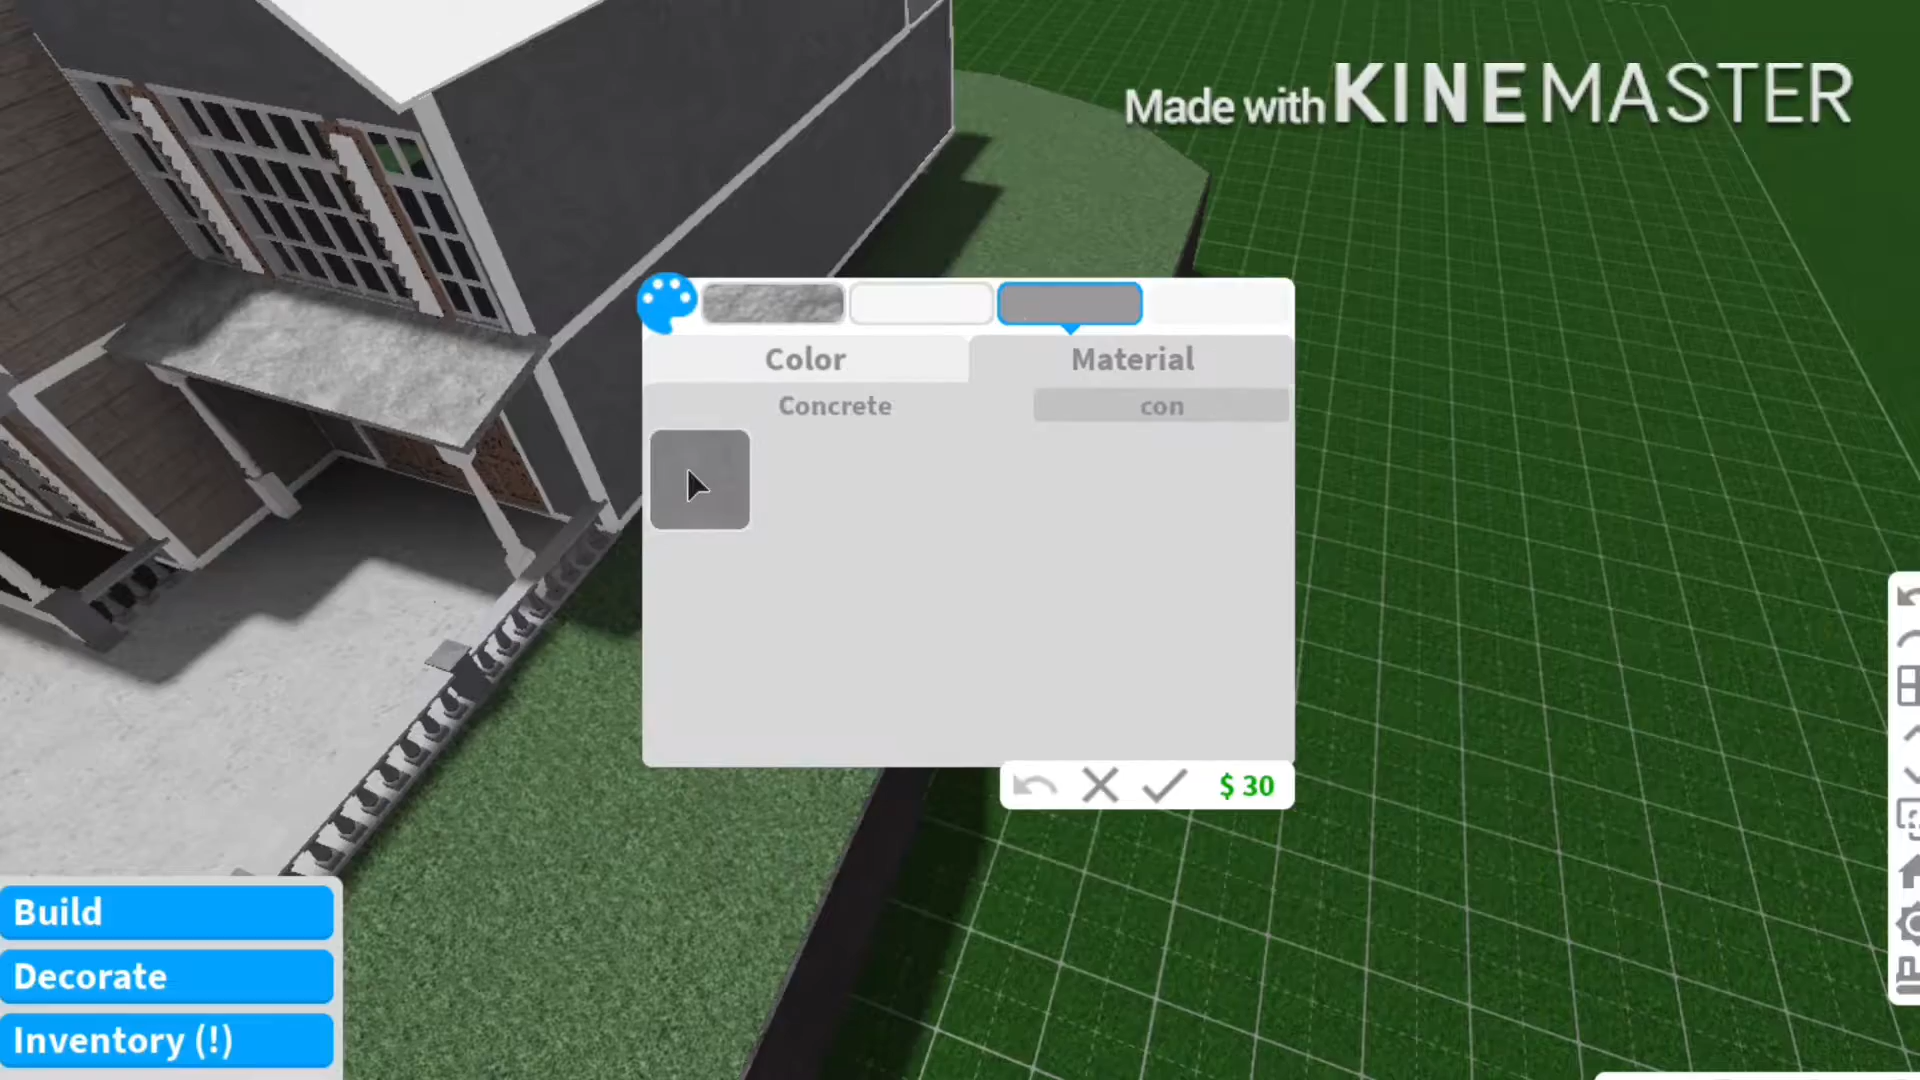 Made with KINEMASTER
Color
Material
Concrete
con
$ 30
Build
Decorate
Inventory (!)